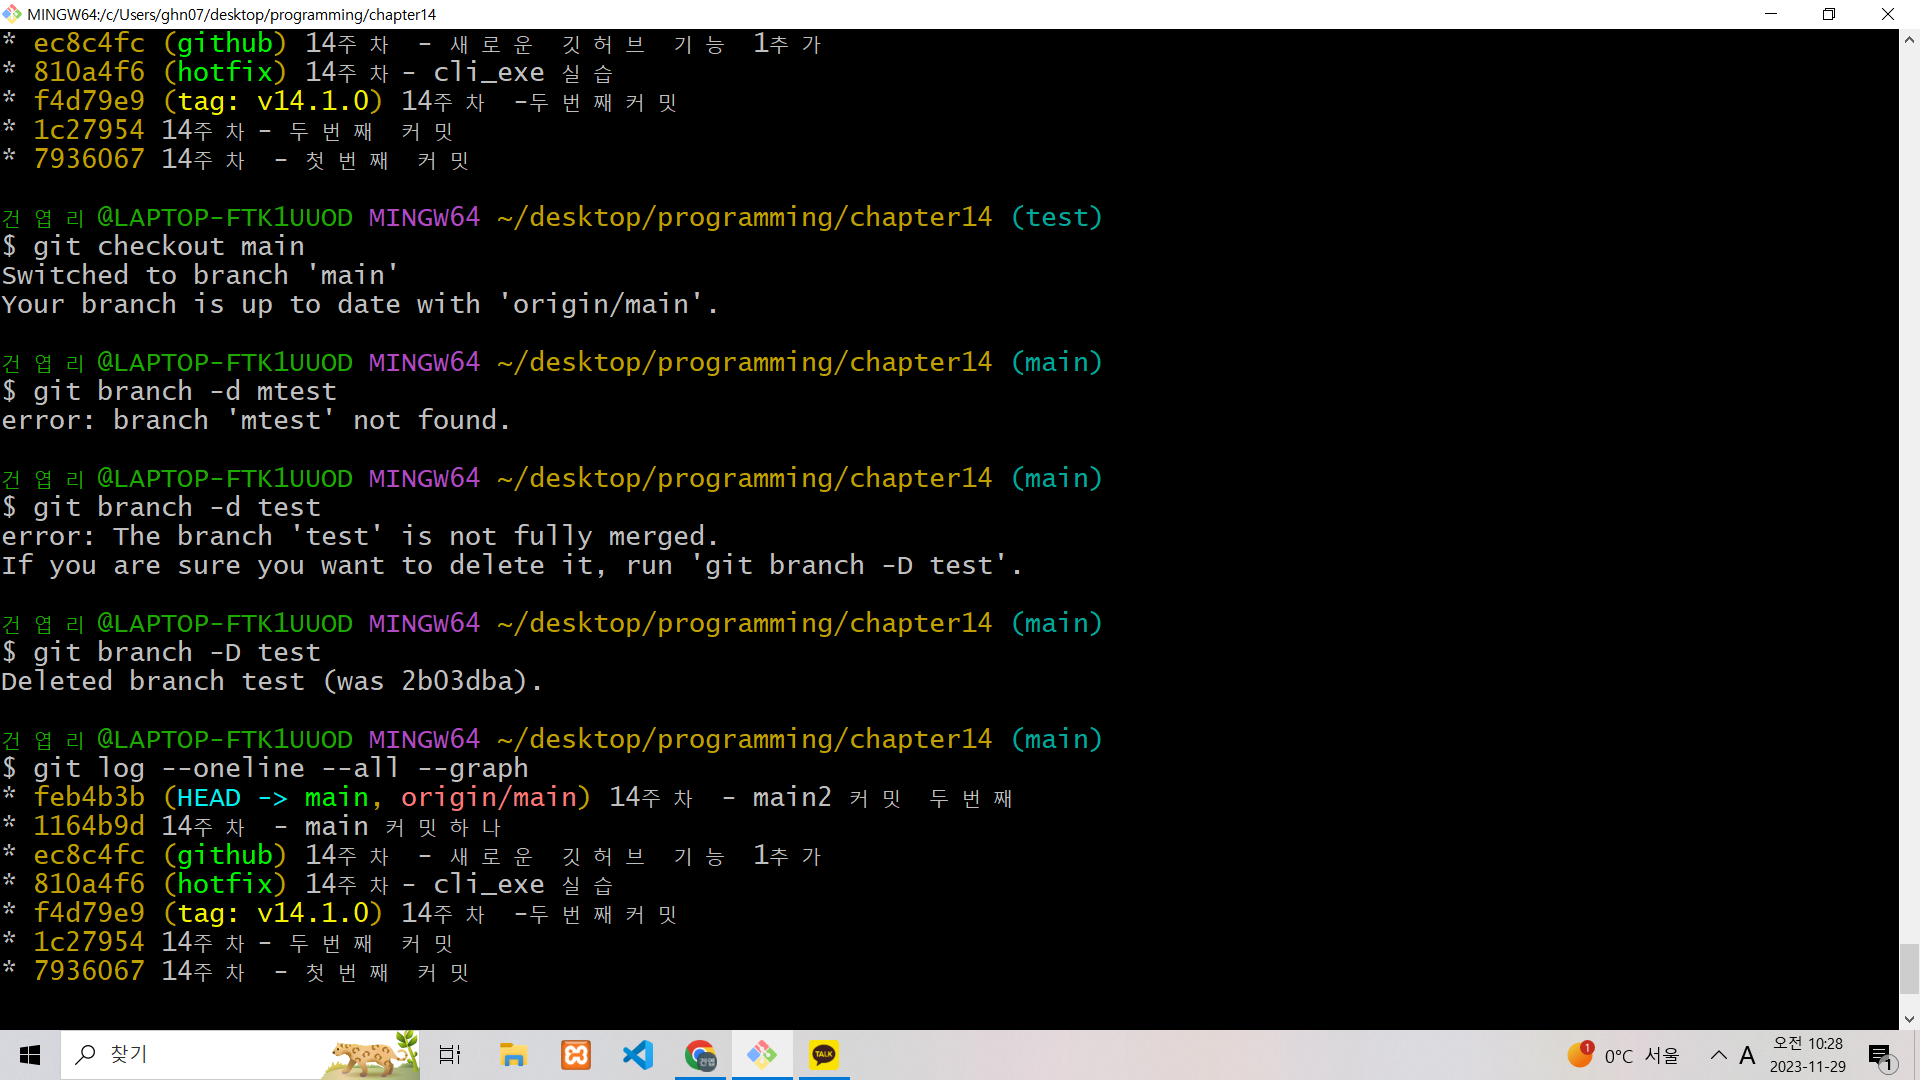 MINGW64:/c/Users/ghn07/desktop/programming/chapter14
* ec8c4fc (github) 14주차 - 새로운 깃허브 기능 1추가
* 810a4f6 (hotfix) 14주차- cli_exe 실습
* f4d79e9 (tag: v14.1.0) 14주차 -두번째커밋
* 1c27954 14주차- 두번째 커밋
* 7936067 14주차 - 첫번째 커밋
건엽리@LAPTOP-FTK1UUOD MINGW64 ~/desktop/programming/chapter14 (test)
$ git checkout main
Switched to branch 'main'
Your branch is up to date with 'origin/main'.
건엽리@LAPTOP-FTK1UUOD MINGW64 ~/desktop/programming/chapter14 (main)
$ git branch -d mtest
error: branch 'mtest' not found.
건엽리@LAPTOP-FTK1UUOD MINGW64 ~/desktop/programming/chapter14 (main)
$ git branch -d test
error: The branch 'test' is not fully merged.
If you are sure you want to delete it, run 'git branch -D test'.
건엽리@LAPTOP-FTK1UUOD MINGW64 ~/desktop/programming/chapter14 (main)
$ git branch -D test
Deleted branch test (was 2b03dba).
건엽리@LAPTOP-FTK1UUOD MINGW64 ~/desktop/programming/chapter14 (main)
$ git log --oneline --all --graph
* feb4b3b (HEAD -> main, origin/main) 14주차 - main2 커밋 두번째
* 1164b9d 14주차 - main 커밋하나
* ec8c4fc (github) 14주차 - 새로운 깃허브 기능 1추가
* 810a4f6 (hotfix) 14주차- cli_exe 실습
* f4d79e9 (tag: v14.1.0) 14주차 -두번째커밋
* 1c27954 14주차- 두번째 커밋
* 7936067 14주차 - 첫번째 커밋
찾기
건엽
TALK
1
0°C 서울
A
오전 10:28
2023-11-29
1